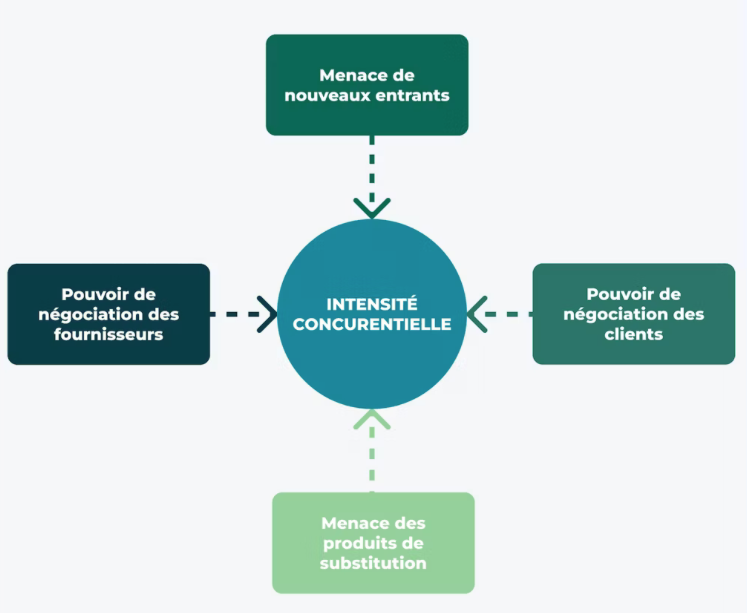 Menace de
nouveaux entrants
Pouvoir de
négociation des
fournisseurs
INTENSITÉ
CONCURENTIELLE
Pouvoir de
négociation des
clients
Menace des
produits de
substitution